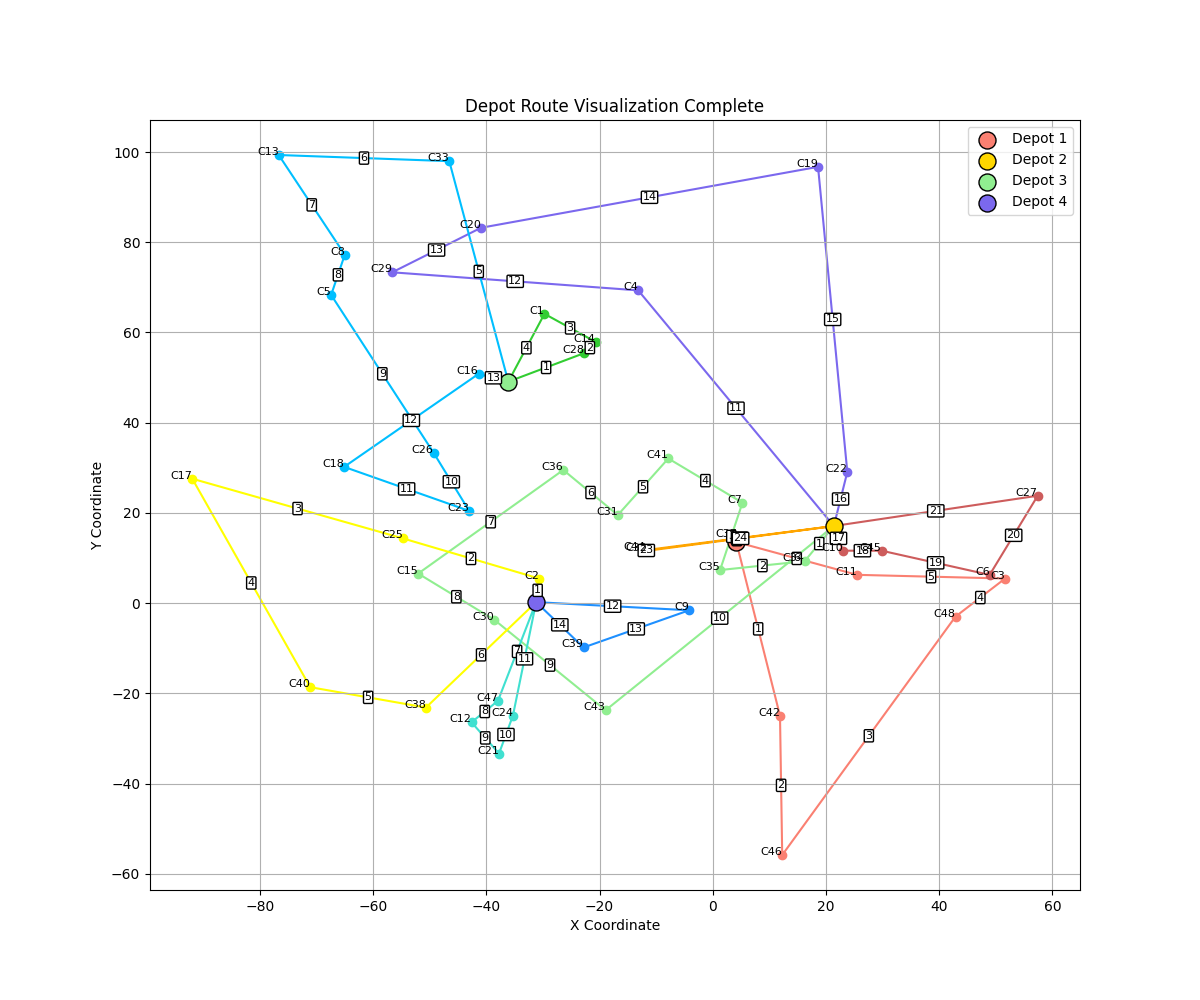 Depot Route Visualization Complete
Depot 1
Depot 2
Depot 3
Depot 4
Y Coordinate
100
80
60
40
20
0
−20
−40
−60
−80
−60
−40
−20
0
20
40
60
X Coordinate
C13
6
C33
C19
14
7
C20
C8
13
8
C29
5
12
C5
C4
C1
3
15
C14
4
C28
2
1
C16
13
9
11
12
C26
C18
10
11
C23
C36
C41
C22
C17
6
5
4
16
C31
C7
7
C27
3
21
20
C25
24
17
23
1
C10
18
C45
2
C35
2
19
C15
C2
C11
5
C6
C3
4
8
1
12
C9
4
C48
C30
14
13
10
C39
1
6
7
11
9
C40
5
C38
C47
8
C24
C12
C43
C42
9
10
C21
3
2
C46